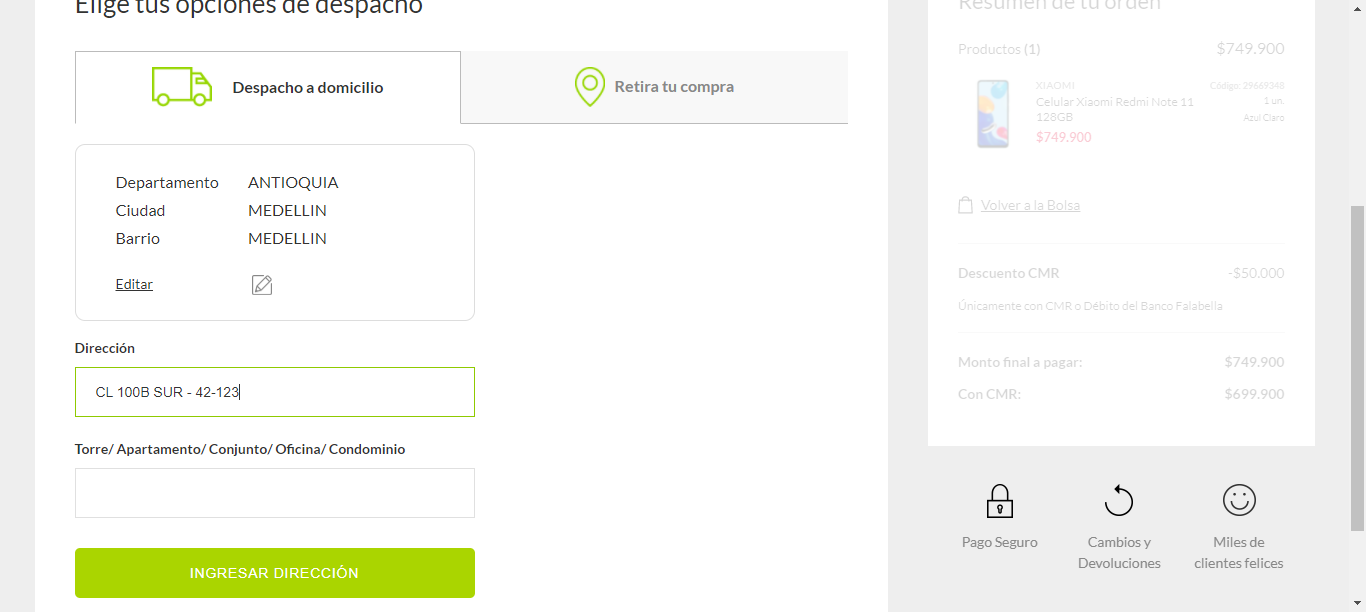 Elige tus opciones de despacho
Despacho a domicilio
Retira tu compra
Departamento ANTIOQUIA
Ciudad MEDELLIN
Barrio MEDELLIN
Editar
Dirección
CL 100B SUR - 42-123
Torre/ Apartamento/ Conjunto/ Oficina/ Condominio
INGRESAR DIRECCIÓN
Resumen de tu orden
Productos (1) $749.900
XIAOMI Código: 29669348
Celular Xiaomi Redmi Note 11 1 un.
128GB Azul Claro
$749.900
Volver a la Bolsa
Descuento CMR -$50.000
Únicamente con CMR o Débito del Banco Falabella
Monto final a pagar: $749.900
Con CMR: $699.900
Pago Seguro
Cambios y
Devoluciones
Miles de
clientes felices